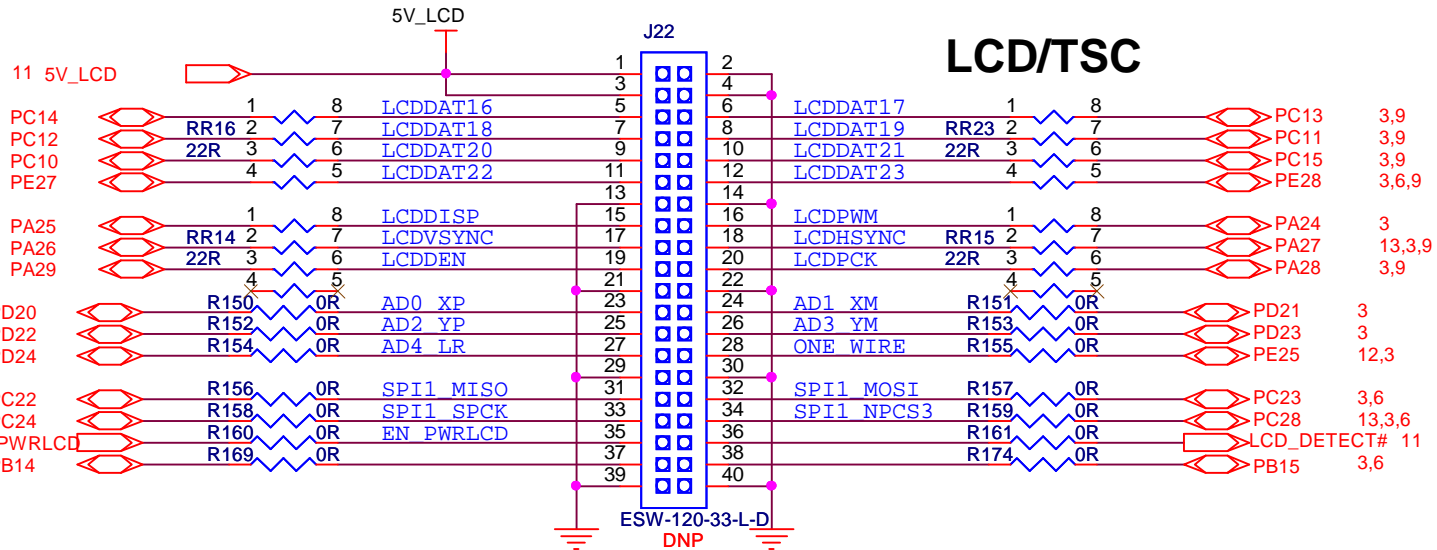 5V_LCD
J22
LCD/TSC
11 5V_LCD 1 2
3 4
PC14 1 8 LCDDAT16 5 6 LCDDAT17 1 8 PC13 3,9
PC12 RR16 2 7 LCDDAT18 7 8 LCDDAT19 RR23 2 7 PC11 3,9
PC10 22R 3 6 LCDDAT20 9 10 LCDDAT21 22R 3 6 PC15 3,9
PE27 4 5 LCDDAT22 11 12 LCDDAT23 4 5 PE28 3,6,9
13 14
PA25 1 8 LCDDISP 15 16 LCDPWM 1 8 PA24 3
PA26 RR14 2 7 LCDVSYNC 17 18 LCDHSYNC RR15 2 7 PA27 13,3,9
PA29 22R 3 6 LCDDEN 19 20 LCDPCK 22R 3 6 PA28 3,9
4 5 21 22 4 5
D20 R150 0R AD0_XP 23 24 AD1_XM R151 0R PD21 3
D22 R152 0R AD2_YP 25 26 AD3_YM R153 0R PD23 3
D24 R154 0R AD4_LR 27 28 ONE_WIRE R155 0R PE25 12,3
29 30
C22 R156 0R SPI1_MISO 31 32 SPI1_MOSI R157 0R PC23 3,6
C24 R158 0R SPI1_SPCK 33 34 SPI1_NPCS3 R159 0R PC28 13,3,6
PWRLCD R160 0R EN_PWRLCD 35 36 R161 0R LCD_DETECT# 11
B14 R169 0R 37 38 R174 0R PB15 3,6
39 40
ESW-120-33-L-D
DNP